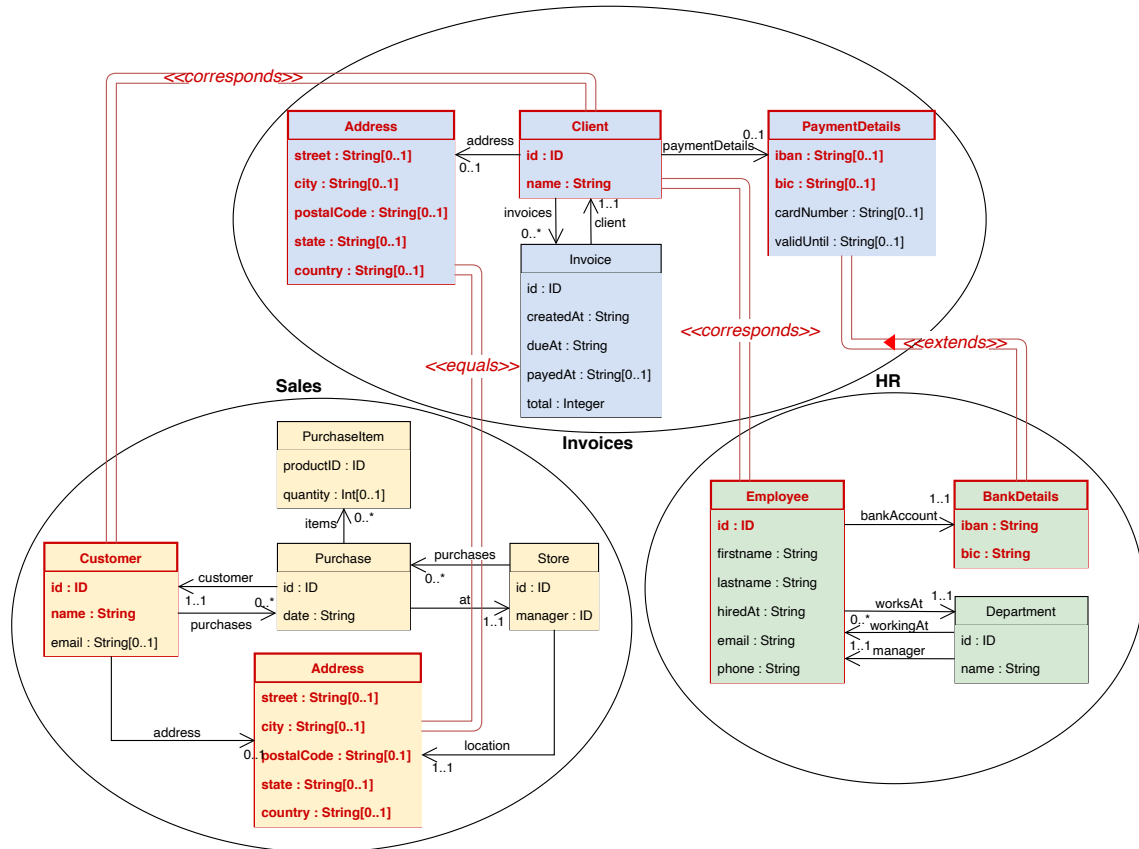 <<corresponds>>
Address
street : String[0..1]
city : String[0..1]
postalCode : String[0..1]
state : String[0..1]
country : String[0..1]
address
0..1
Client
id : ID
name : String
paymentDetails
0..1
PaymentDetails
iban : String[0..1]
bic : String[0..1]
cardNumber : String[0..1]
validUntil : String[0..1]
invoices
0..*
1..1
client
Invoice
id : ID
createdAt : String
dueAt : String
payedAt : String[0..1]
total : Integer
<<corresponds>>
<<extends>>
<<equals>>
Sales
Invoices
HR
PurchaseItem
productID : ID
quantity : Int[0..1]
items
0..*
Customer
id : ID
name : String
email : String[0..1]
customer
1..1
0..*
purchases
Purchase
id : ID
date : String
purchases
0..*
at
1..1
Store
id : ID
manager : ID
address
0..1
Address
street : String[0..1]
city : String[0..1]
postalCode : String[0.1]
state : String[0..1]
country : String[0..1]
location
1..1
Employee
id : ID
firstname : String
lastname : String
hiredAt : String
email : String
phone : String
bankAccount
1..1
BankDetails
iban : String
bic : String
worksAt
1..1
0..*
workingAt
1..1
manager
Department
id : ID
name : String